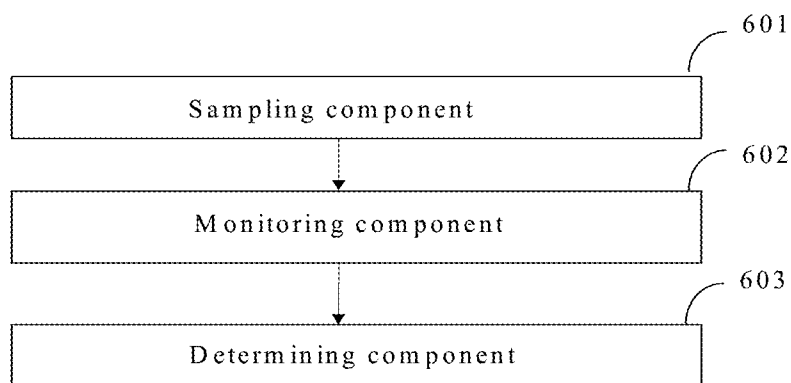 601
Sampling component
602
Monitoring component
603
Determining component